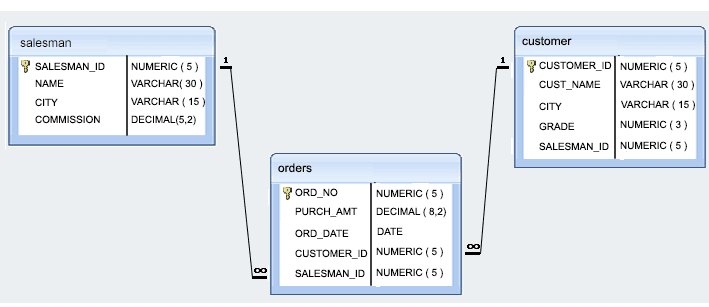 salesman
SALESMAN_ID NUMERIC ( 5 )
NAME VARCHAR( 30 )
CITY VARCHAR ( 15 )
COMMISSION DECIMAL(5,2)
1
∞
customer
CUSTOMER_ID NUMERIC ( 5 )
CUST_NAME VARCHAR ( 30 )
CITY VARCHAR ( 15 )
GRADE NUMERIC ( 3 )
SALESMAN_ID NUMERIC ( 5 )
1
∞
orders
ORD_NO NUMERIC ( 5 )
PURCH_AMT DECIMAL ( 8,2)
ORD_DATE DATE
CUSTOMER_ID NUMERIC ( 5 )
SALESMAN_ID NUMERIC ( 5 )